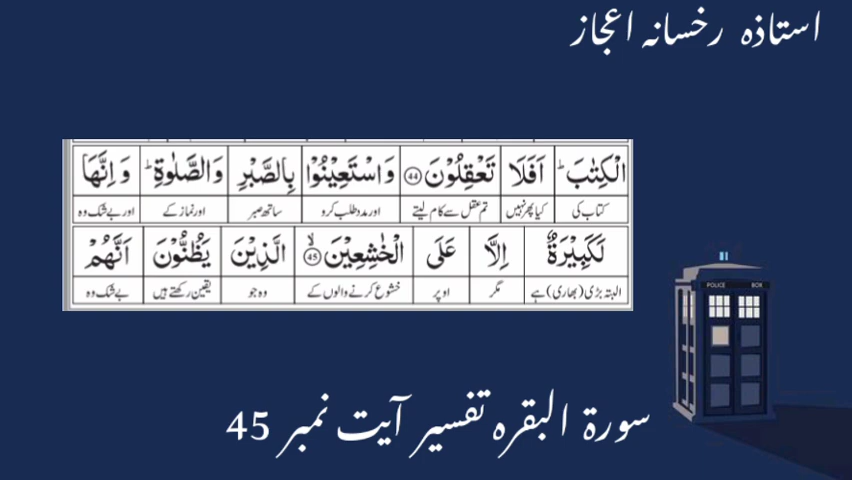 استاذہ رخسانہ اعجاز
الْكِتٰبَ ؕ اَفَلَا تَعْقِلُوْنَ ﴿44﴾ وَاسْتَعِيْنُوْا بِالصَّبْرِ وَالصَّلٰوةِ ؕ وَاِنَّهَا
کتاب کی کیا پھر نہیں تم عقل سے کام لیتے اور مدد طلب کرو ساتھ صبر اور نماز کے اور بے شک وہ
لَكَبِيْرَةٌ اِلَّا عَلَى الْخٰشِعِيْنَ ۙ﴿45﴾ الَّذِيْنَ يَظُنُّوْنَ اَنَّهُمْ
البتہ بڑی (بھاری) ہے مگر اوپر خشوع کرنے والوں کے وہ جو یقین رکھتے ہیں بے شک وہ
POLICE BOX
سورۃ البقرہ تفسیر آیت نمبر 45